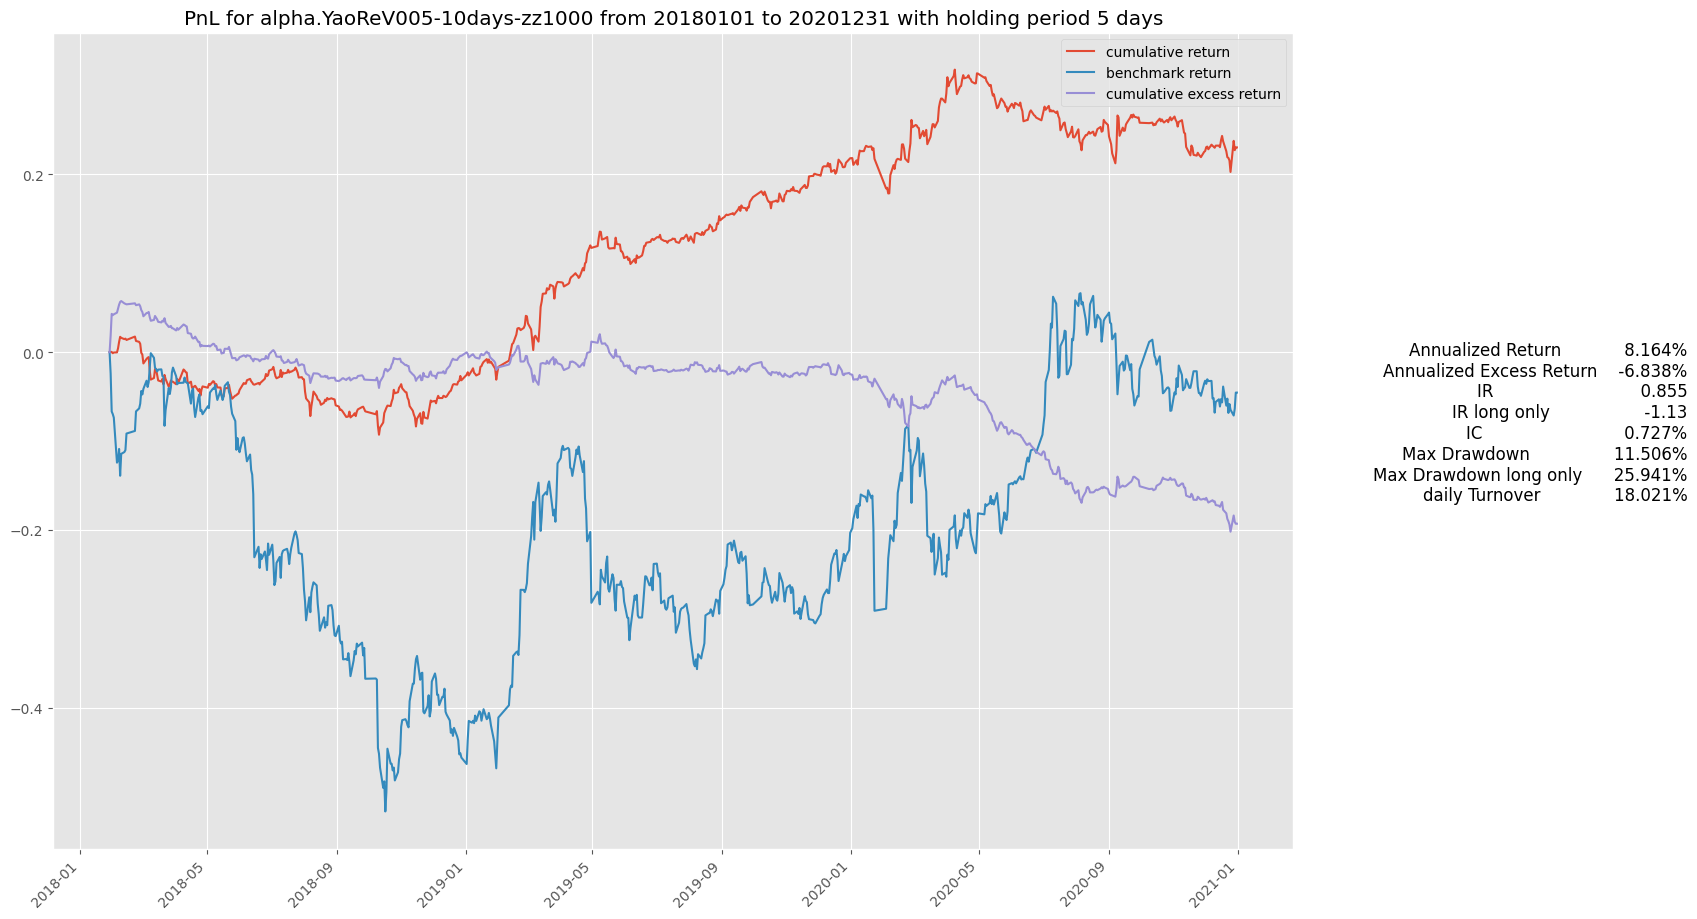 PnL for alpha.YaoReV005-10days-zz1000 from 20180101 to 20201231 with holding period 5 days
cumulative return
benchmark return
cumulative excess return
0.2
0.0
−0.2
−0.4
2018-01
2018-05
2018-09
2019-01
2019-05
2019-09
2020-01
2020-05
2020-09
2021-01
Annualized Return 8.164%
Annualized Excess Return -6.838%
IR 0.855
IR long only -1.13
IC 0.727%
Max Drawdown 11.506%
Max Drawdown long only 25.941%
daily Turnover 18.021%